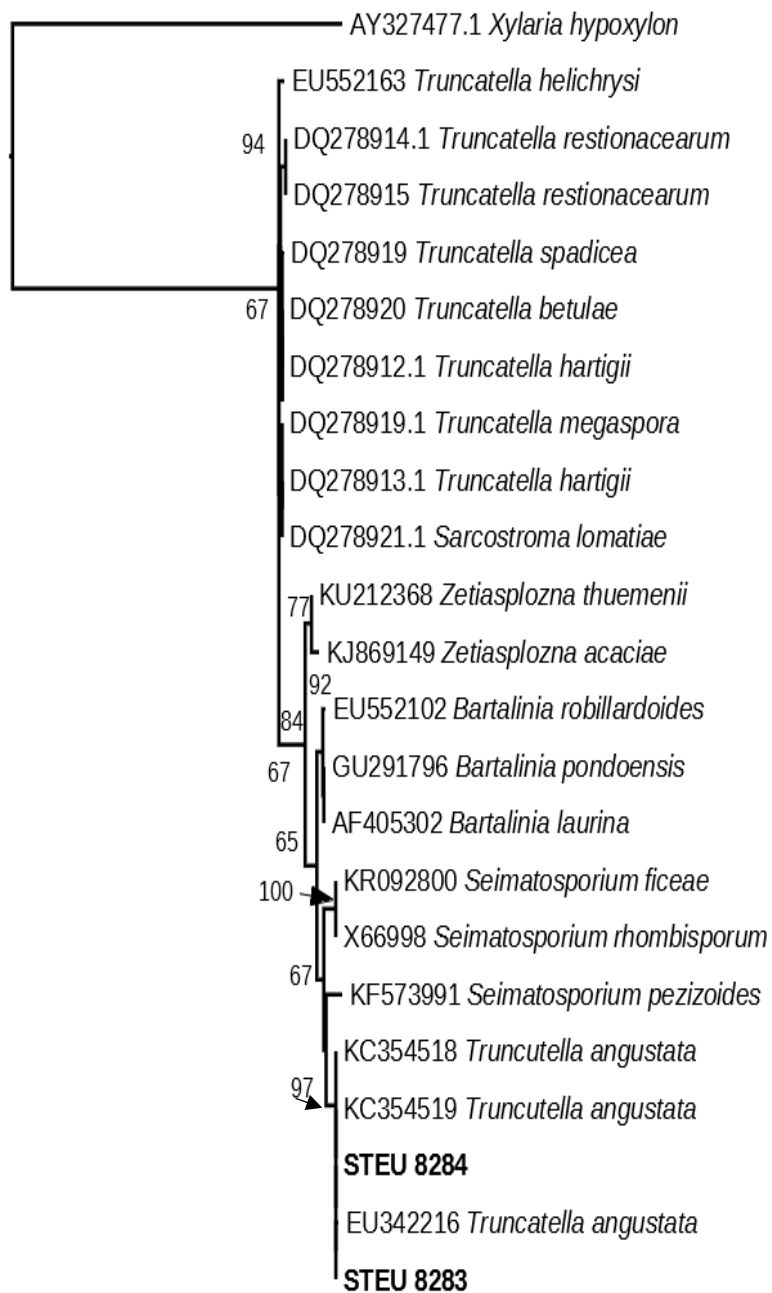 AY327477.1 Xylaria hypoxylon
EU552163 Truncatella helichrysi
94
DQ278914.1 Truncatella restionacearum
DQ278915 Truncatella restionacearum
DQ278919 Truncatella spadicea
67
DQ278920 Truncatella betulae
DQ278912.1 Truncatella hartigii
DQ278919.1 Truncatella megaspora
DQ278913.1 Truncatella hartigii
DQ278921.1 Sarcostroma lomatiae
77
KU212368 Zetiasplozna thuemenii
KJ869149 Zetiasplozna acaciae
92
84
EU552102 Bartalinia robillardoides
67
GU291796 Bartalinia pondoensis
AF405302 Bartalinia laurina
65
100
KR092800 Seimatosporium ficeae
X66998 Seimatosporium rhombisporum
67
KF573991 Seimatosporium pezizoides
KC354518 Truncutella angustata
97
KC354519 Truncutella angustata
STEU 8284
EU342216 Truncatella angustata
STEU 8283